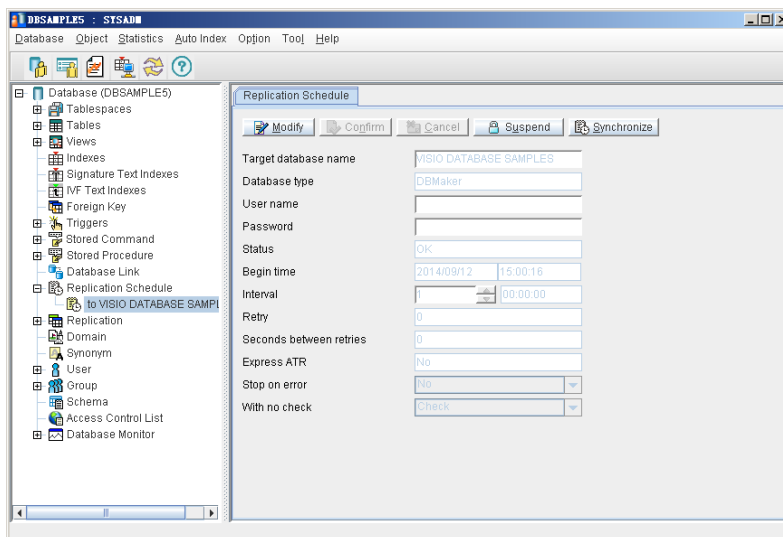 DBSAMPLE5 : SYSADM
Database Object Statistics Auto Index Option Tool Help
Database (DBSAMPLE5)
Tablespaces
Tables
Views
Indexes
Signature Text Indexes
IVF Text Indexes
Foreign Key
Triggers
Stored Command
Stored Procedure
Database Link
Replication Schedule
to VISIO DATABASE SAMPL
Replication
Domain
Synonym
User
Group
Schema
Access Control List
Database Monitor
Replication Schedule
Modify Confirm Cancel Suspend Synchronize
Target database name VISIO DATABASE SAMPLES
Database type DBMaker
User name
Password
Status OK
Begin time 2014/09/12 15:00:16
Interval 1 00:00:00
Retry 0
Seconds between retries 0
Express ATR No
Stop on error No
With no check Check